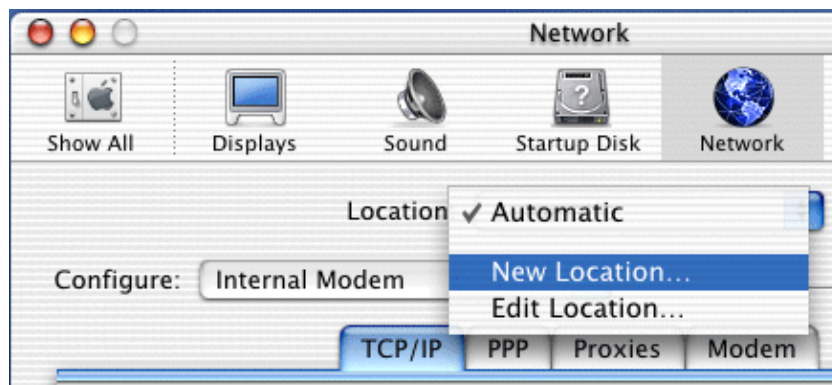 Network
Show All Displays Sound Startup Disk Network
Location ✓ Automatic
New Location...
Configure: Internal Modem
Edit Location...
TCP/IP PPP Proxies Modem